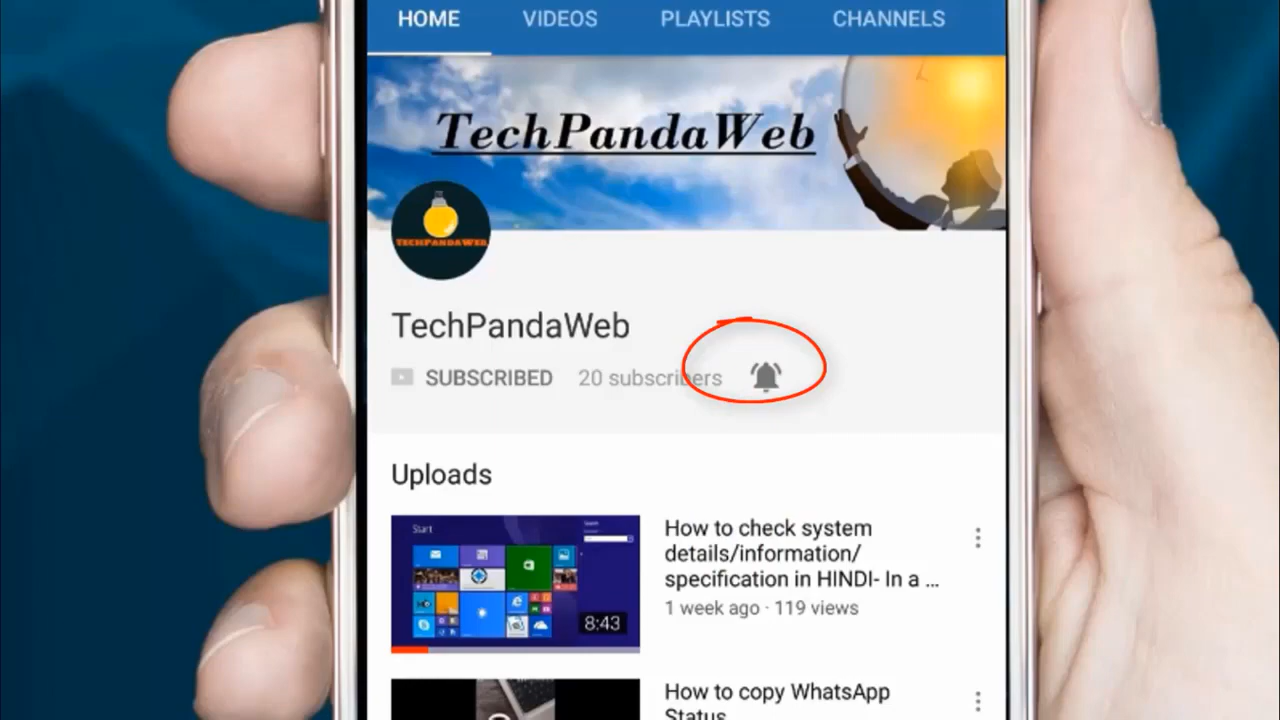 HOME VIDEOS PLAYLISTS CHANNELS
TechPandaWeb
TECHPANDAWEB
TechPandaWeb
SUBSCRIBED 20 subscribers
Uploads
Start
8:43
How to check system
details/information/
specification in HINDI- In a ...
1 week ago · 119 views
How to copy WhatsApp
Status